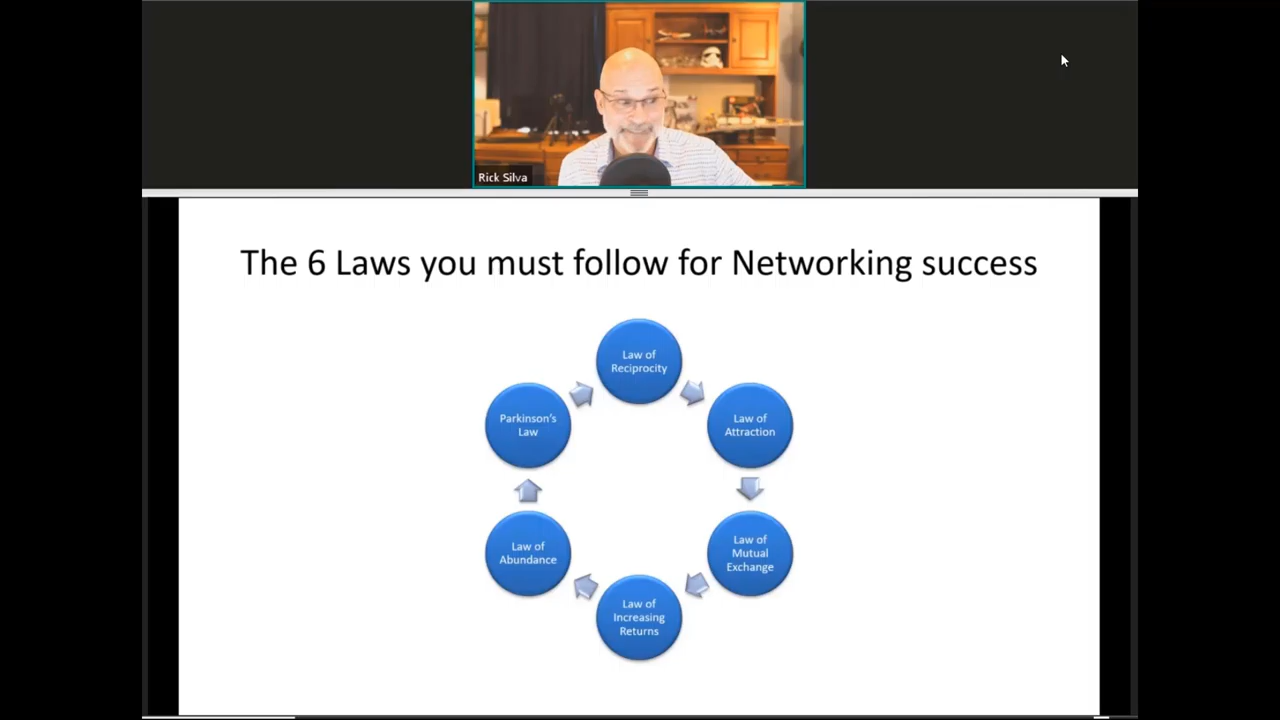 Rick Silva
The 6 Laws you must follow for Networking success
Law of
Reciprocity
Law of
Attraction
Law of
Mutual
Exchange
Law of
Increasing
Returns
Law of
Abundance
Parkinson's
Law